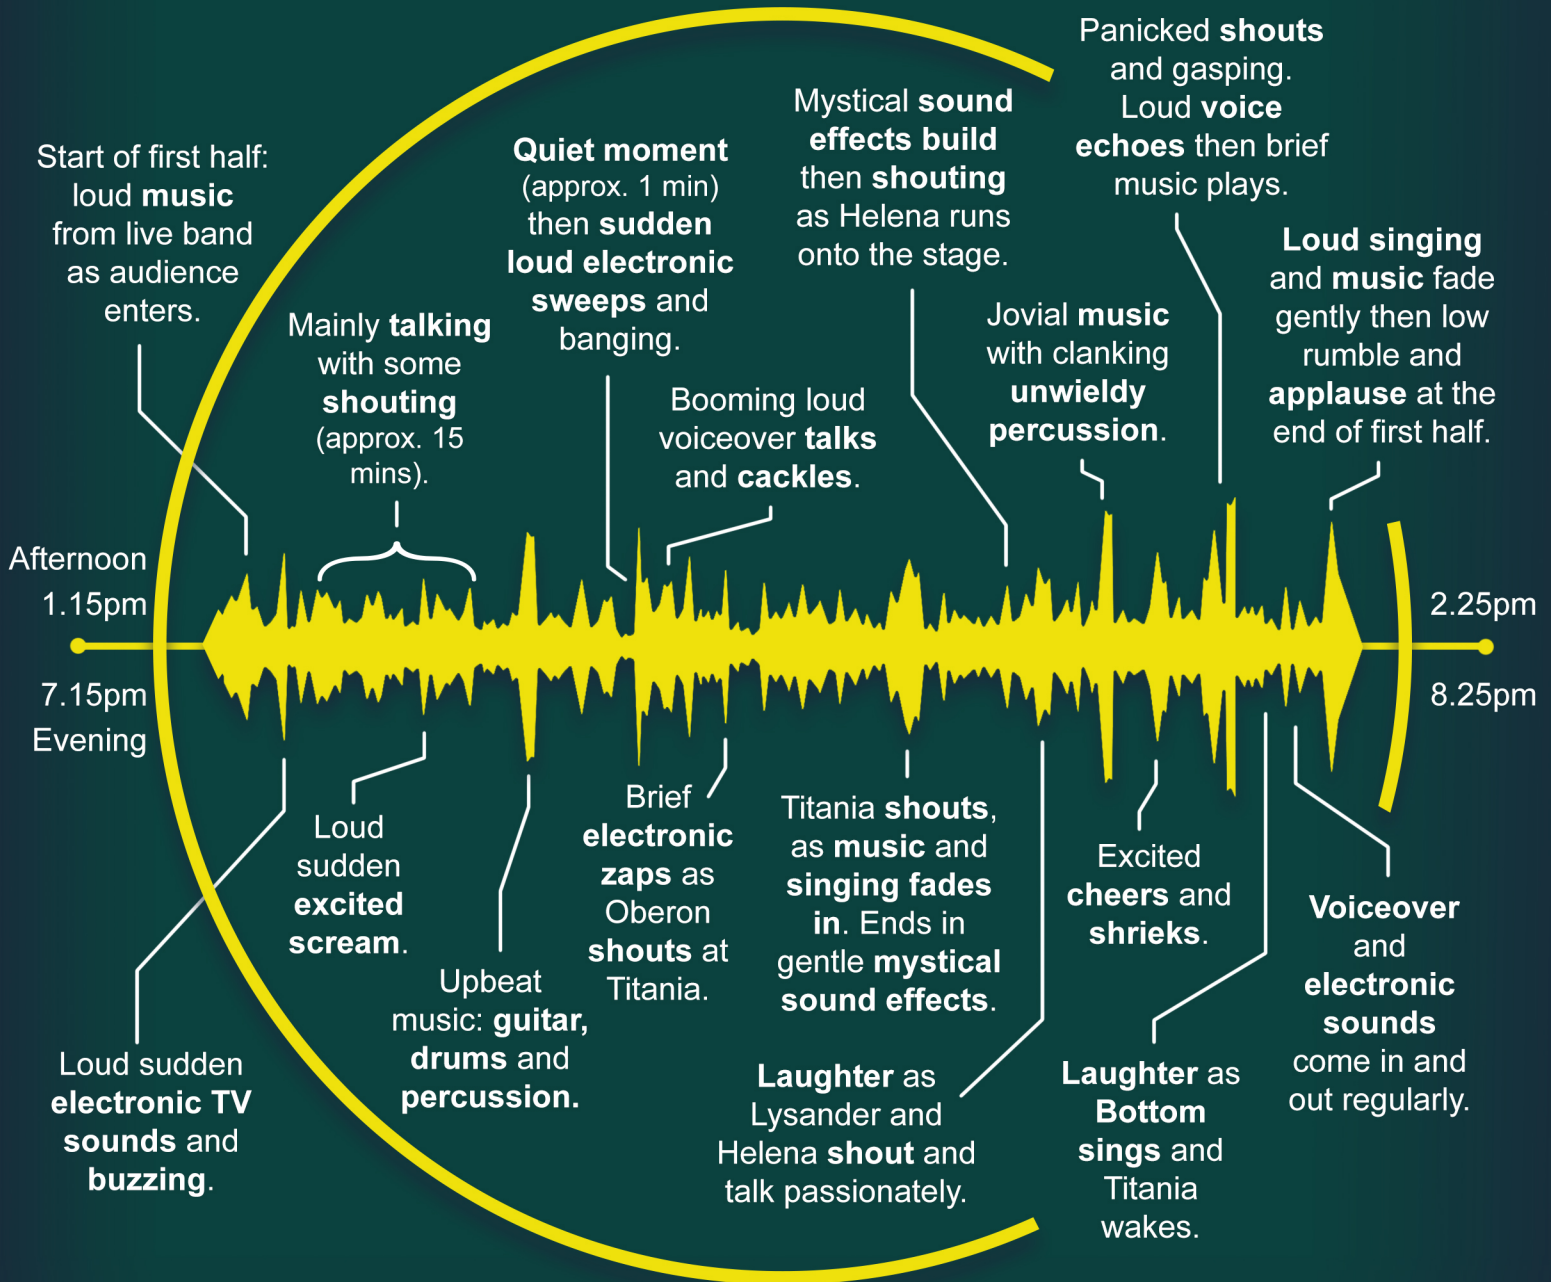 Start of first half:
loud music
from live band
as audience
enters.
Mainly talking
with some
shouting
(approx. 15
mins).
Quiet moment
(approx. 1 min)
then sudden
loud electronic
sweeps and
banging.
Booming loud
voiceover talks
and cackles.
Mystical sound
effects build
then shouting
as Helena runs
onto the stage.
Jovial music
with clanking
unwieldy
percussion.
Panicked shouts
and gasping.
Loud voice
echoes then brief
music plays.
Loud singing
and music fade
gently then low
rumble and
applause at the
end of first half.
Afternoon
1.15pm
7.15pm
Evening
2.25pm
8.25pm
Loud sudden
electronic TV
sounds and
buzzing.
Loud
sudden
excited
scream.
Upbeat
music: guitar,
drums and
percussion.
Brief
electronic
zaps as
Oberon
shouts at
Titania.
Titania shouts,
as music and
singing fades
in. Ends in
gentle mystical
sound effects.
Laughter as
Lysander and
Helena shout and
talk passionately.
Excited
cheers and
shrieks.
Laughter as
Bottom
sings and
Titania
wakes.
Voiceover
and
electronic
sounds
come in and
out regularly.